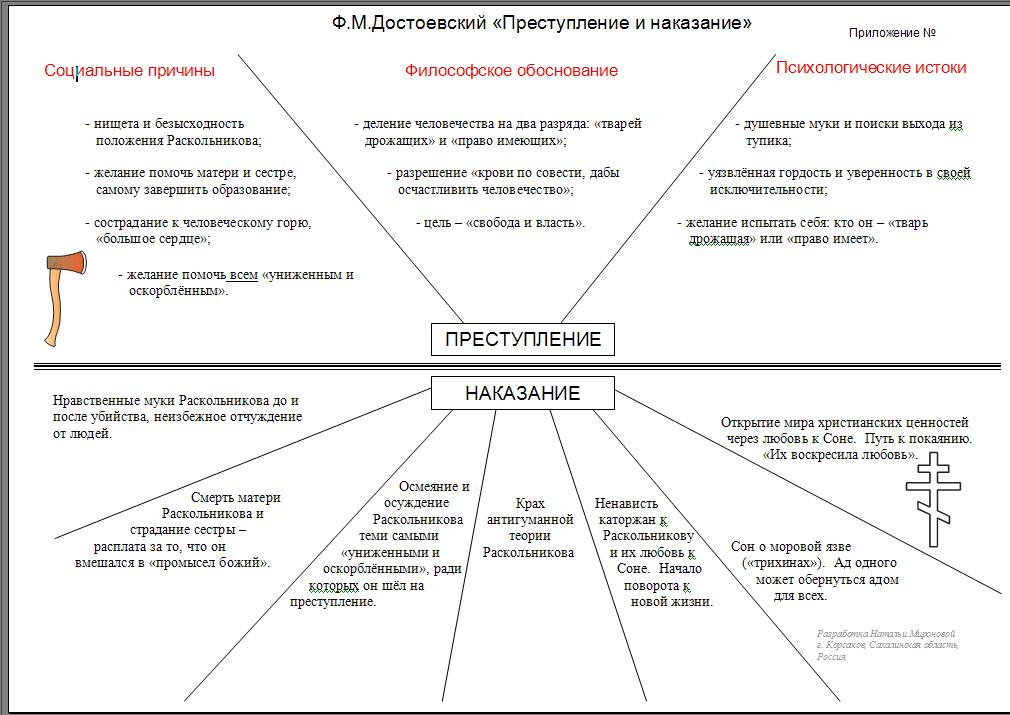 Ф.М.Достоевский «Преступление и наказание»
Приложение №
Социальные причины
- нищета и безысходность
положения Раскольникова;
- желание помочь матери и сестре,
самому завершить образование;
- сострадание к человеческому горю,
«большое сердце»;
- желание помочь всем «униженным и
оскорблённым».
Философское обоснование
- деление человечества на два разряда: «тварей
дрожащих» и «право имеющих»;
- разрешение «крови по совести, дабы
осчастливить человечество»;
- цель – «свобода и власть».
Психологические истоки
- душевные муки и поиски выхода из
тупика;
- уязвлённая гордость и уверенность в своей
исключительности;
- желание испытать себя: кто он – «тварь
дрожащая» или «право имеет».
ПРЕСТУПЛЕНИЕ
НАКАЗАНИЕ
Нравственные муки Раскольникова до и
после убийства, неизбежное отчуждение
от людей.
Смерть матери
Раскольникова и
страдание сестры –
расплата за то, что он
вмешался в «промысел божий».
Осмеяние и
осуждение
Раскольникова
теми самыми
«униженными и
оскорблёнными», ради
которых он шёл на
преступление.
Крах
антигуманной
теории
Раскольникова
Ненависть
каторжан к
Раскольникову
и их любовь к
Соне. Начало
поворота к
новой жизни.
Сон о моровой язве
(«трихинах»). Ад одного
может обернуться адом
для всех.
Открытие мира христианских ценностей
через любовь к Соне. Путь к покаянию.
«Их воскресила любовь».
Разработка Натальи Мироновой
г. Корсаков, Сахалинская область,
Россия